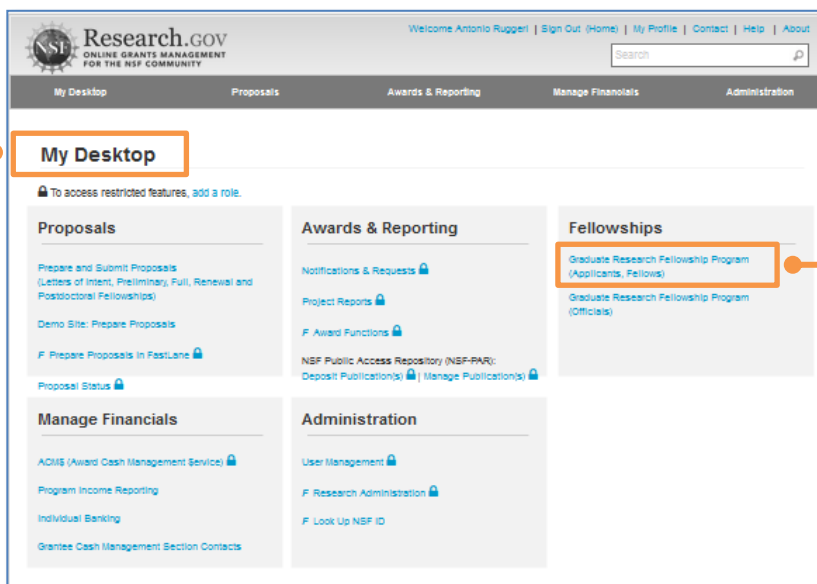 Welcome Antonio Ruggeri | Sign Out (Home) | My Profile | Contact | Help | About
NSF
Research.GOV
ONLINE GRANTS MANAGEMENT
FOR THE NSF COMMUNITY
Search
My Desktop Proposals Awards & Reporting Manage Financials Administration
My Desktop
To access restricted features, add a role.
Proposals
Prepare and Submit Proposals
(Letters of Intent, Preliminary, Full, Renewal and
Postdoctoral Fellowships)
Demo Site: Prepare Proposals
F Prepare Proposals in FastLane
Proposal Status
Awards & Reporting
Notifications & Requests
Project Reports
F Award Functions
NSF Public Access Repository (NSF-PAR):
Deposit Publication(s) | Manage Publication(s)
Fellowships
Graduate Research Fellowship Program
(Applicants, Fellows)
Graduate Research Fellowship Program
(Officials)
Manage Financials
ACM$ (Award Cash Management $ervice)
Program Income Reporting
Individual Banking
Grantee Cash Management Section Contacts
Administration
User Management
F Research Administration
F Look Up NSF ID